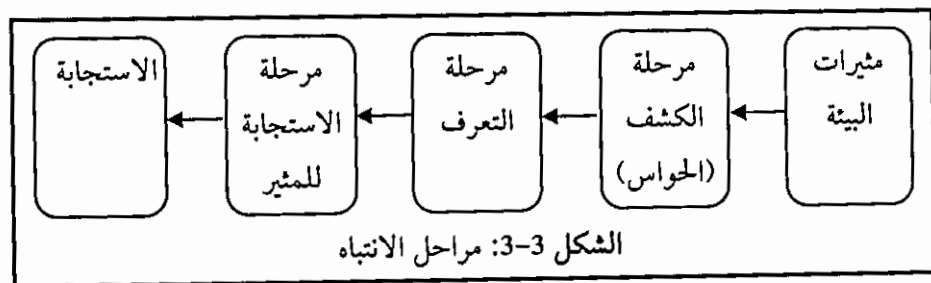 مثيرات
البيئة
مرحلة
الكشف
(الحواس)
مرحلة
التعرف
مرحلة
الاستجابة
للمثير
الاستجابة
الشكل 3-3: مراحل الانتباه